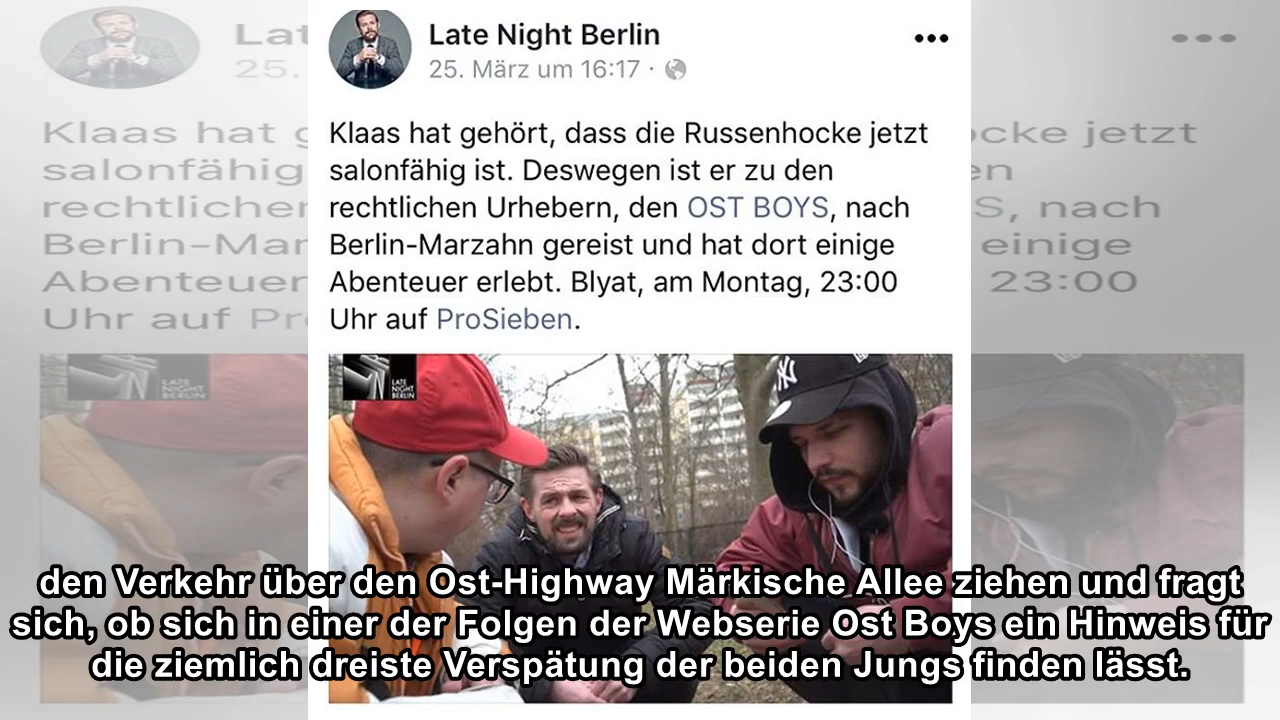 Late Night Berlin
25. März um 16:17 ·
Klaas hat gehört, dass die Russenhocke jetzt
salonfähig ist. Deswegen ist er zu den
rechtlichen Urhebern, den OST BOYS, nach
Berlin-Marzahn gereist und hat dort einige
Abenteuer erlebt. Blyat, am Montag, 23:00
Uhr auf ProSieben.
LATE
NIGHT
BERLIN
NY
den Verkehr über den Ost-Highway Märkische Allee ziehen und fragt
sich, ob sich in einer der Folgen der Webserie Ost Boys ein Hinweis für
die ziemlich dreiste Verspätung der beiden Jungs finden lässt.